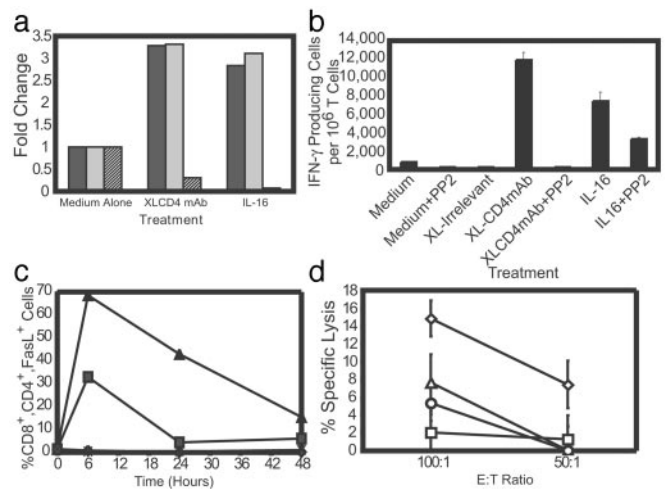 a
Fold Change
3.5
3
2.5
2
1.5
1
0.5
0
Medium Alone
XLCD4 mAb
IL-16
Treatment
b
IFN-γ Producing Cells
per 10⁶ T Cells
14,000
12,000
10,000
8,000
6,000
4,000
2,000
0
Medium
Medium+PP2
XL-Irrelevant
XL-CD4mAb
XLCD4mAb+PP2
IL-16
IL16+PP2
Treatment
c
%CD8⁺,CD4⁺,FasL⁺ Cells
70
60
50
40
30
20
10
0
0 6 12 18 24 30 36 42 48
Time (Hours)
d
% Specific Lysis
18
16
14
12
10
8
6
4
2
0
100:1
50:1
E:T Ratio